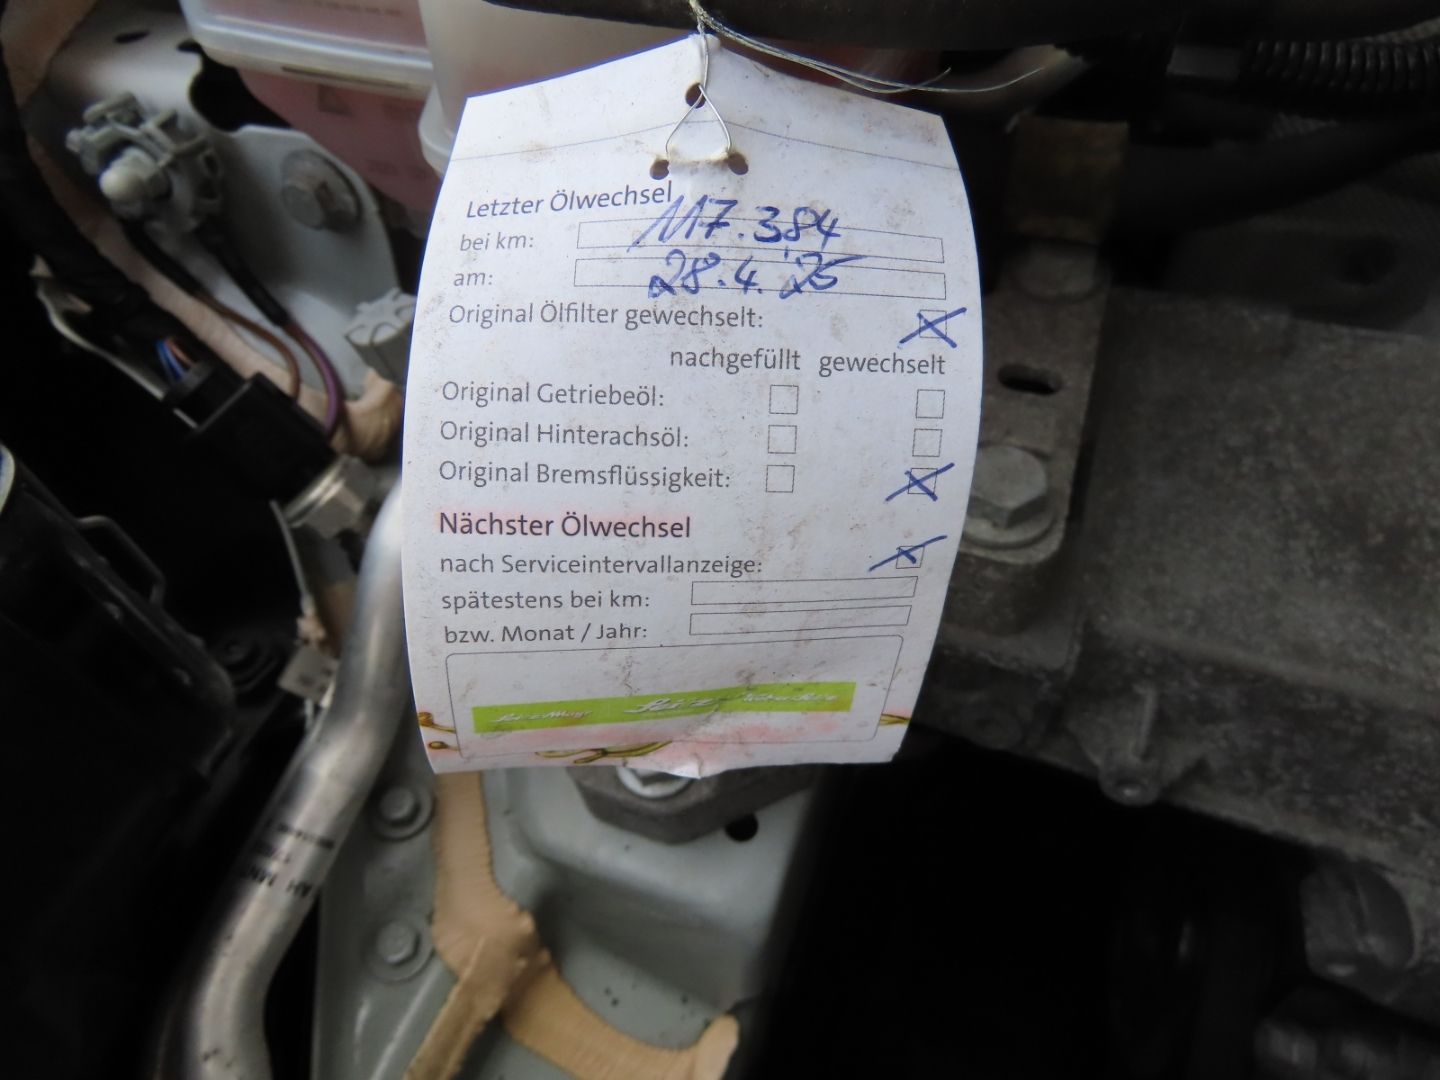 Letzter Ölwechsel
bei km: 117.384
am: 28.4.'25
Original Ölfilter gewechselt:
nachgefüllt gewechselt
Original Getriebeöl:
Original Hinterachsöl:
Original Bremsflüssigkeit:
Nächster Ölwechsel
nach Serviceintervallanzeige:
spätestens bei km:
bzw. Monat / Jahr: